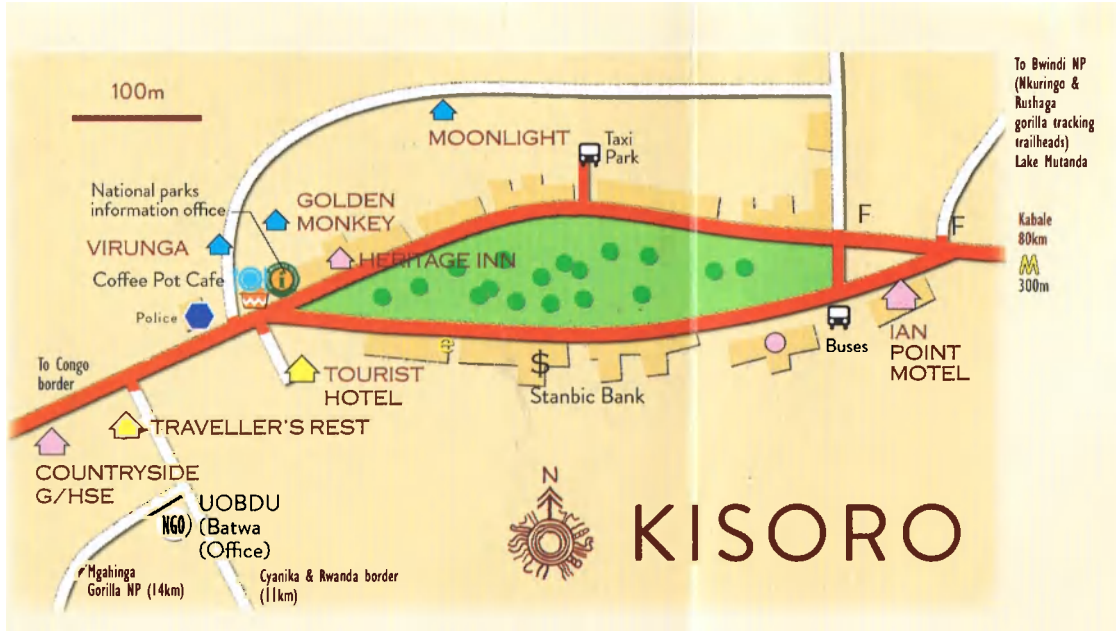 100m
MOONLIGHT
Taxi
Park
To Bwindi NP
(Nkuringo &
Rushaga
gorilla tracking
trailheads)
Lake Mutanda
National parks
information office
GOLDEN
MONKEY
VIRUNGA
HERITAGE INN
Coffee Pot Cafe
i
Police
F
F
Kabale
80km
M
300m
Buses
IAN
POINT
MOTEL
To Congo
border
TOURIST
HOTEL
$
Stanbic Bank
TRAVELLER'S REST
COUNTRYSIDE
G/HSE
UOBDU
(Batwa
(Office)
NGO)
Mgahinga
Gorilla NP (14km)
Cyanika & Rwanda border
(11km)
N
KISORO